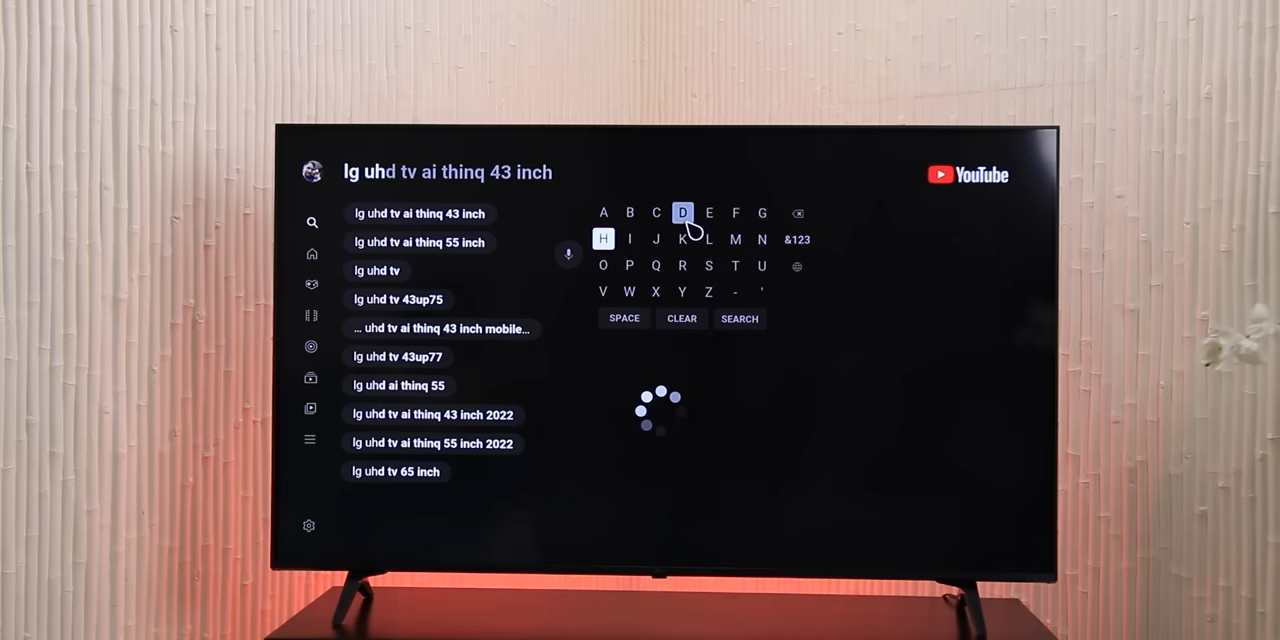 lg uhd tv ai thinq 43 inch
YouTube
lg uhd tv ai thinq 43 inch
lg uhd tv ai thinq 55 inch
lg uhd tv
lg uhd tv 43up75
... uhd tv ai thinq 43 inch mobile...
lg uhd tv 43up77
lg uhd ai thinq 55
lg uhd tv ai thinq 43 inch 2022
lg uhd tv ai thinq 55 inch 2022
lg uhd tv 65 inch
A B C D E F G
H I J K L M N &123
O P Q R S T U
V W X Y Z - '
SPACE CLEAR SEARCH